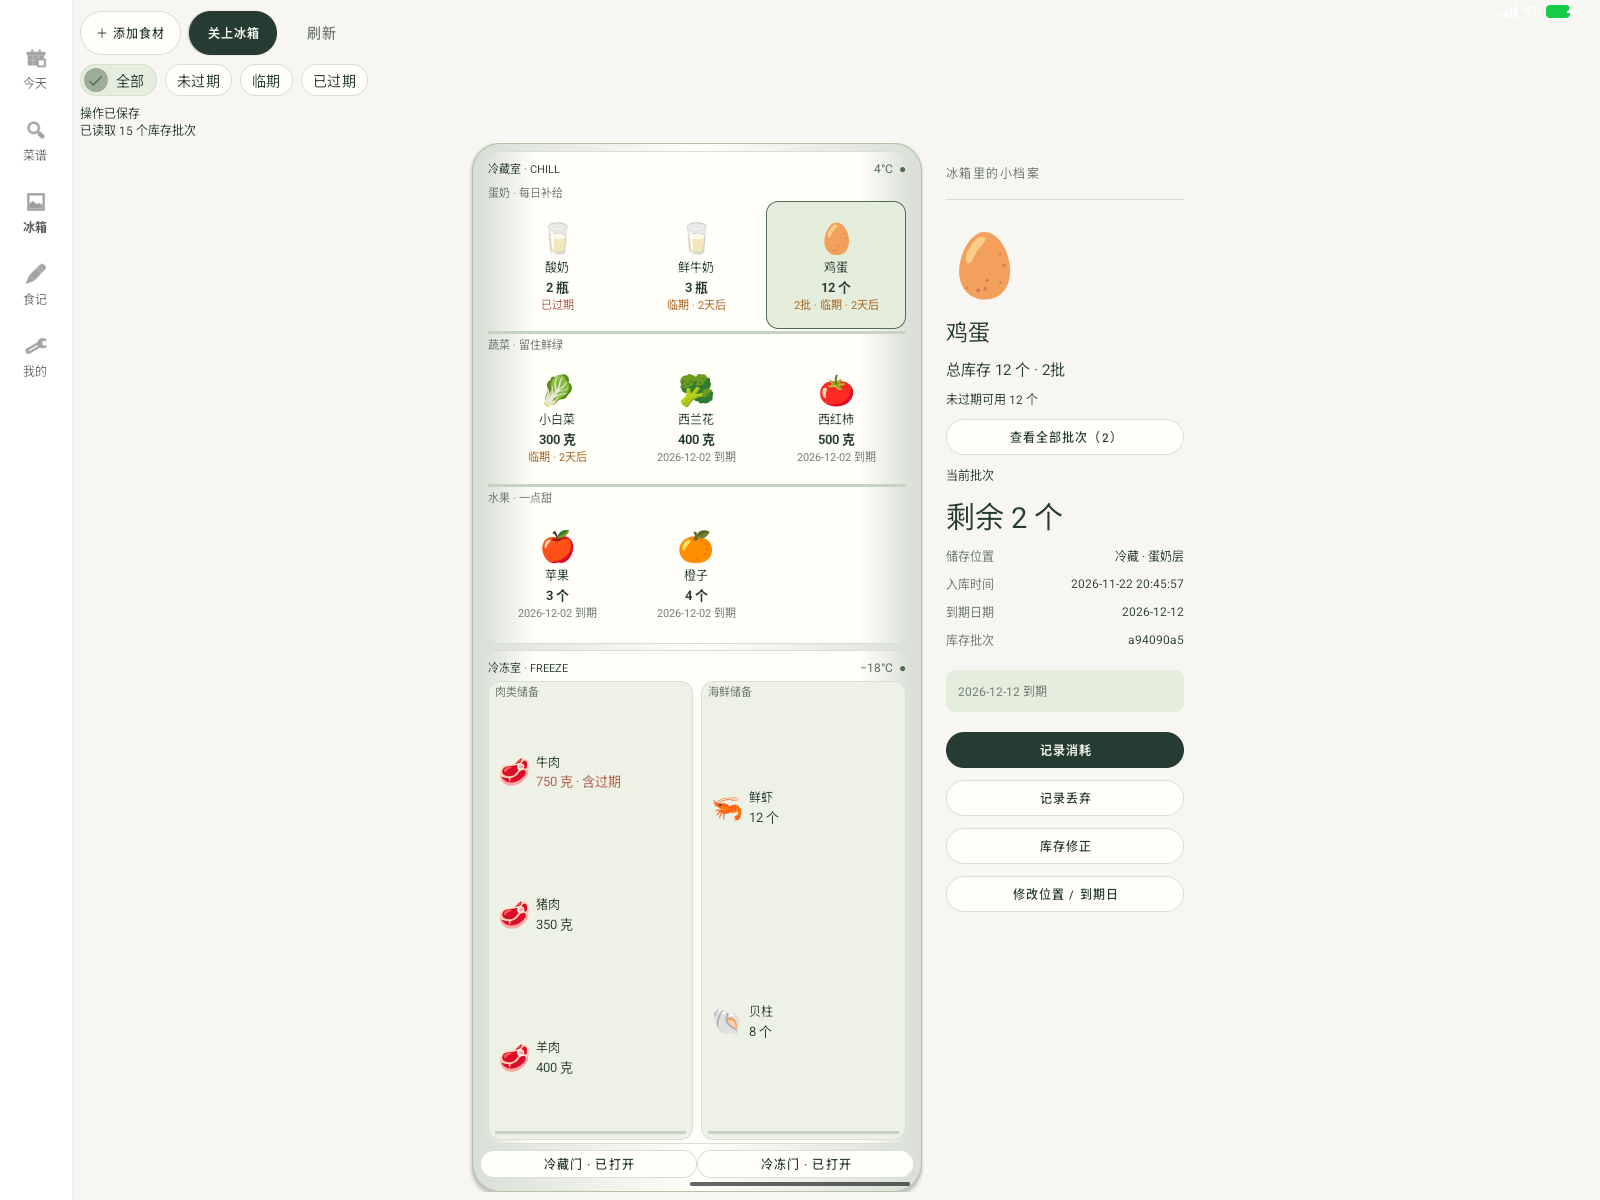 今天
菜谱
冰箱
食记
我的
+ 添加食材
关上冰箱
刷新
全部
未过期
临期
已过期
操作已保存
已读取 15 个库存批次
冷藏室 · CHILL
4°C
蛋奶 · 每日补给
酸奶
2 瓶
已过期
鲜牛奶
3 瓶
临期 · 2天后
鸡蛋
12 个
2批 · 临期 · 2天后
蔬菜 · 留住鲜绿
小白菜
300 克
临期 · 2天后
西兰花
400 克
2026-12-02 到期
西红柿
500 克
2026-12-02 到期
水果 · 一点甜
苹果
3 个
2026-12-02 到期
橙子
4 个
2026-12-02 到期
冷冻室 · FREEZE
−18°C
肉类储备
牛肉
750 克 · 含过期
猪肉
350 克
羊肉
400 克
海鲜储备
鲜虾
12 个
贝柱
8 个
冷藏门 · 已打开
冷冻门 · 已打开
冰箱里的小档案
鸡蛋
总库存 12 个 · 2批
未过期可用 12 个
查看全部批次（2）
当前批次
剩余 2 个
储存位置 冷藏 · 蛋奶层
入库时间 2026-11-22 20:45:57
到期日期 2026-12-12
库存批次 a94090a5
2026-12-12 到期
记录消耗
记录丢弃
库存修正
修改位置 / 到期日